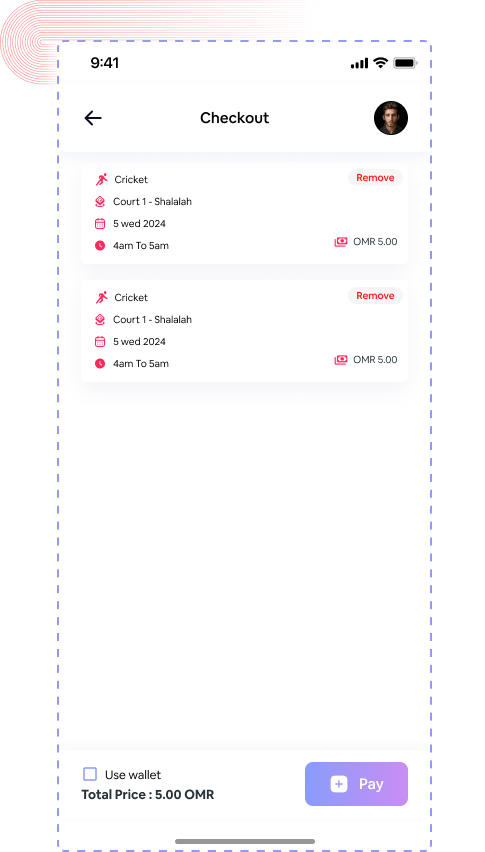 9:41
Checkout
Cricket
Remove
Court 1 - Shalalah
5 wed 2024
4am To 5am
OMR 5.00
Cricket
Remove
Court 1 - Shalalah
5 wed 2024
4am To 5am
OMR 5.00
Use wallet
Total Price : 5.00 OMR
Pay